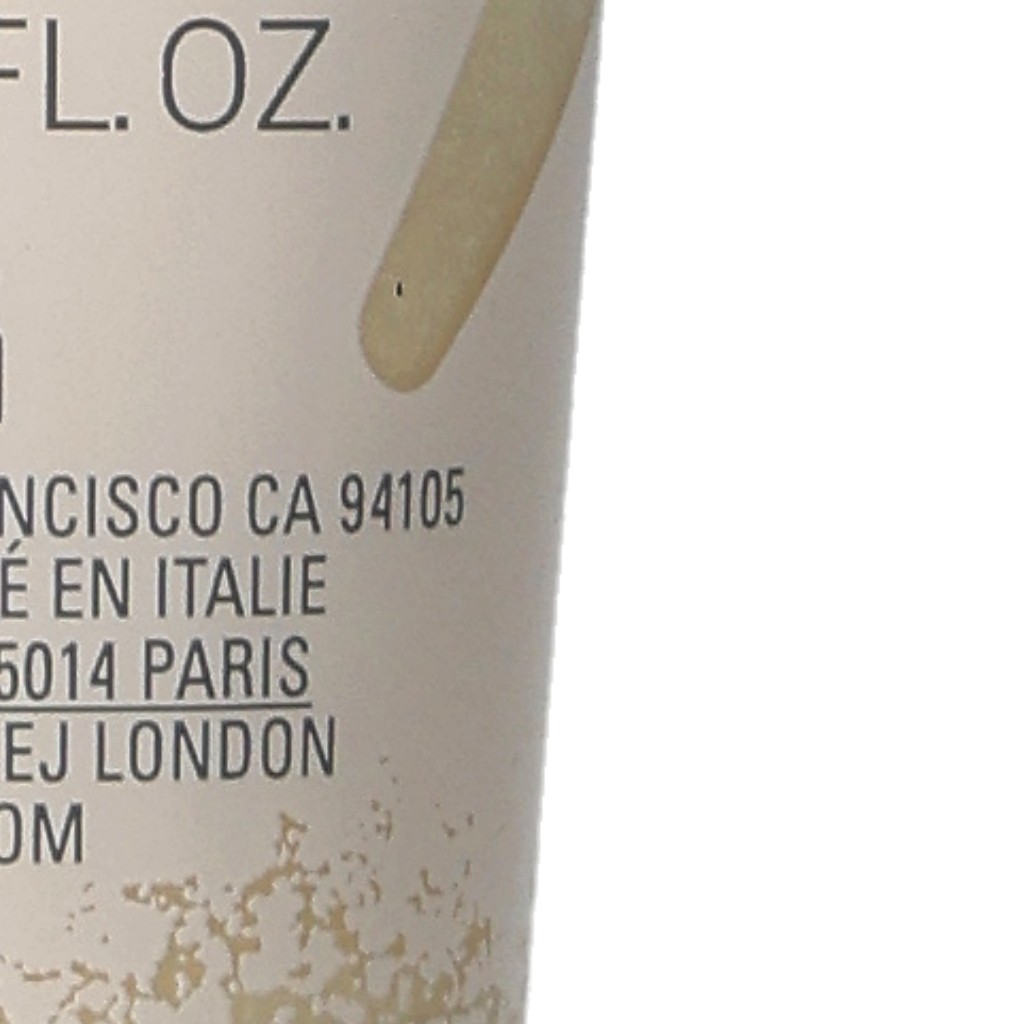 FL. OZ.
NCISCO CA 94105
É EN ITALIE
5014 PARIS
EJ LONDON
OM